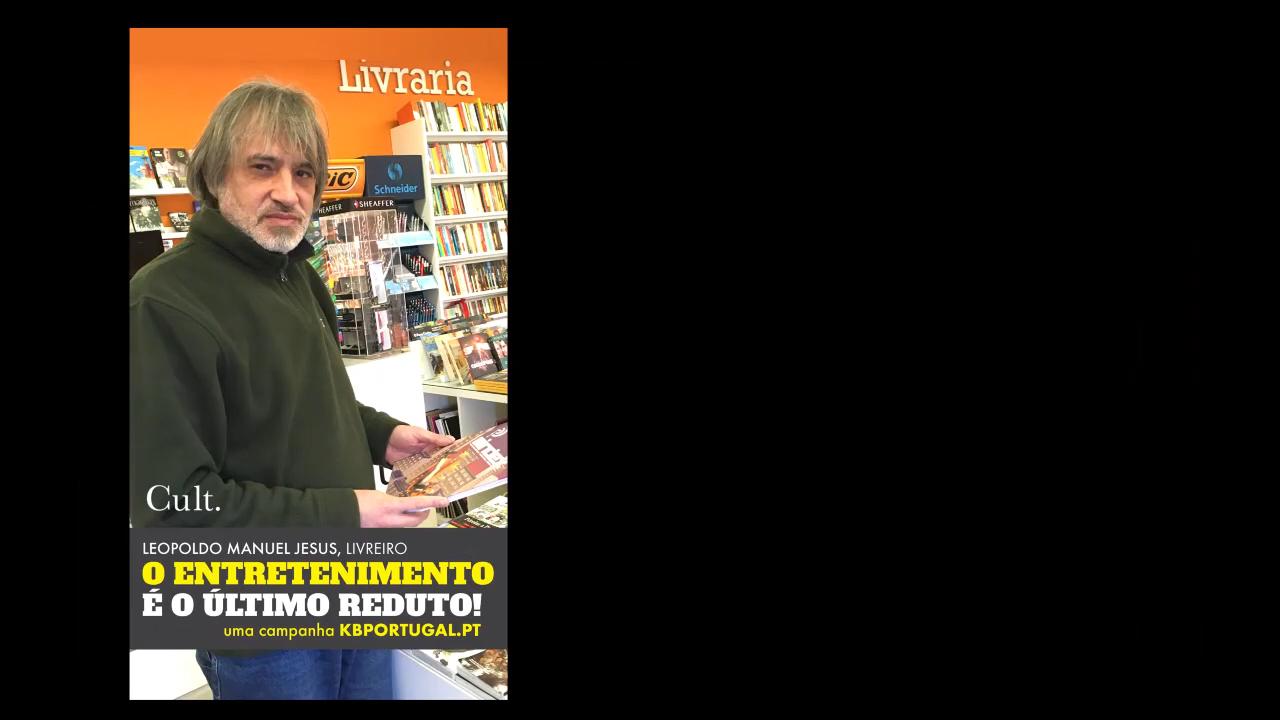 Livraria
BIC
Schneider
SHEAFFER
SHEAFFER
Cult.
LEOPOLDO MANUEL JESUS, LIVREIRO
O ENTRETENIMENTO
É O ÚLTIMO REDUTO!
uma campanha KBPORTUGAL.PT